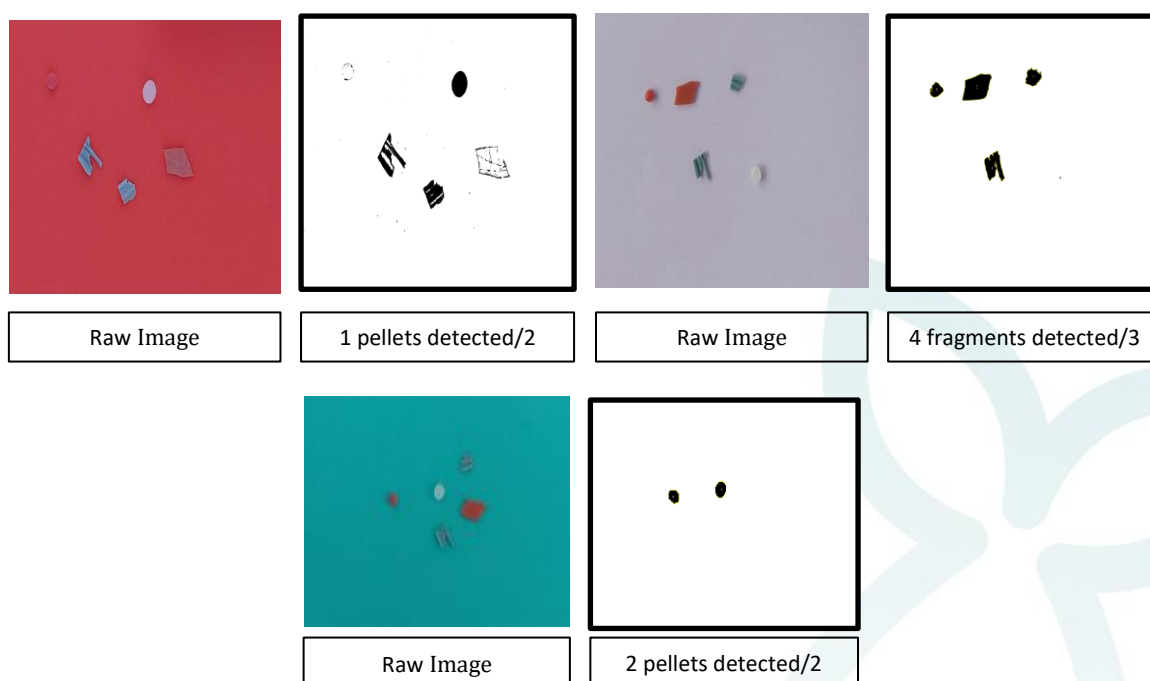 Raw Image
1 pellets detected/2
Raw Image
4 fragments detected/3
Raw Image
2 pellets detected/2